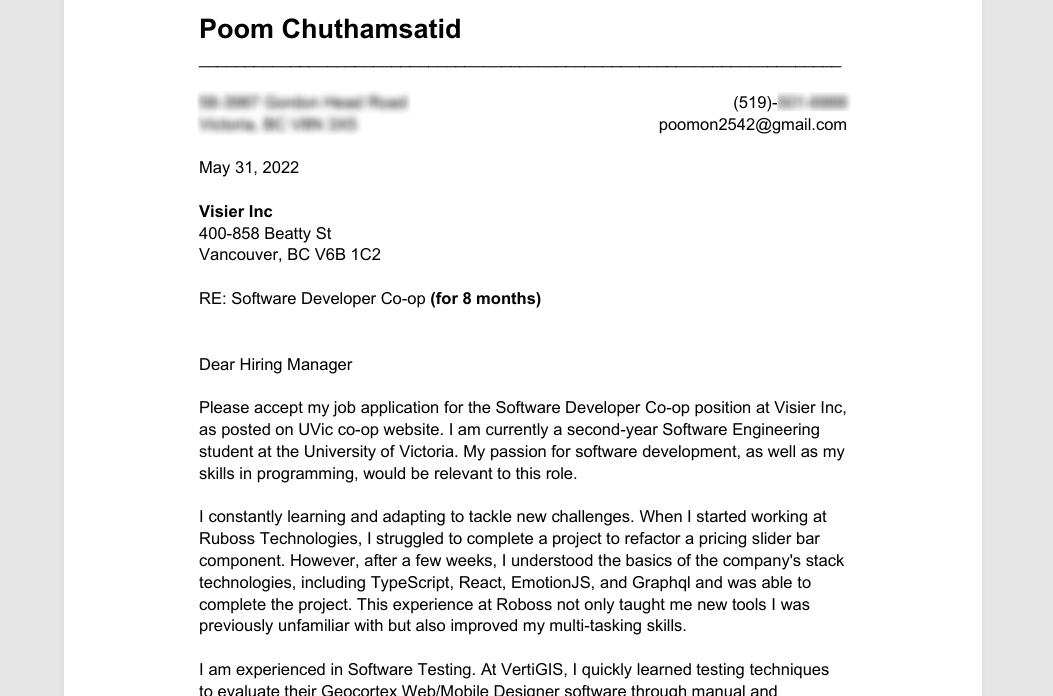 Poom Chuthamsatid
(519)-
poomon2542@gmail.com
May 31, 2022
Visier Inc
400-858 Beatty St
Vancouver, BC V6B 1C2
RE: Software Developer Co-op (for 8 months)
Dear Hiring Manager
Please accept my job application for the Software Developer Co-op position at Visier Inc,
as posted on UVic co-op website. I am currently a second-year Software Engineering
student at the University of Victoria. My passion for software development, as well as my
skills in programming, would be relevant to this role.
I constantly learning and adapting to tackle new challenges. When I started working at
Ruboss Technologies, I struggled to complete a project to refactor a pricing slider bar
component. However, after a few weeks, I understood the basics of the company's stack
technologies, including TypeScript, React, EmotionJS, and Graphql and was able to
complete the project. This experience at Roboss not only taught me new tools I was
previously unfamiliar with but also improved my multi-tasking skills.
I am experienced in Software Testing. At VertiGIS, I quickly learned testing techniques
to evaluate their Geocortex Web/Mobile Designer software through manual and